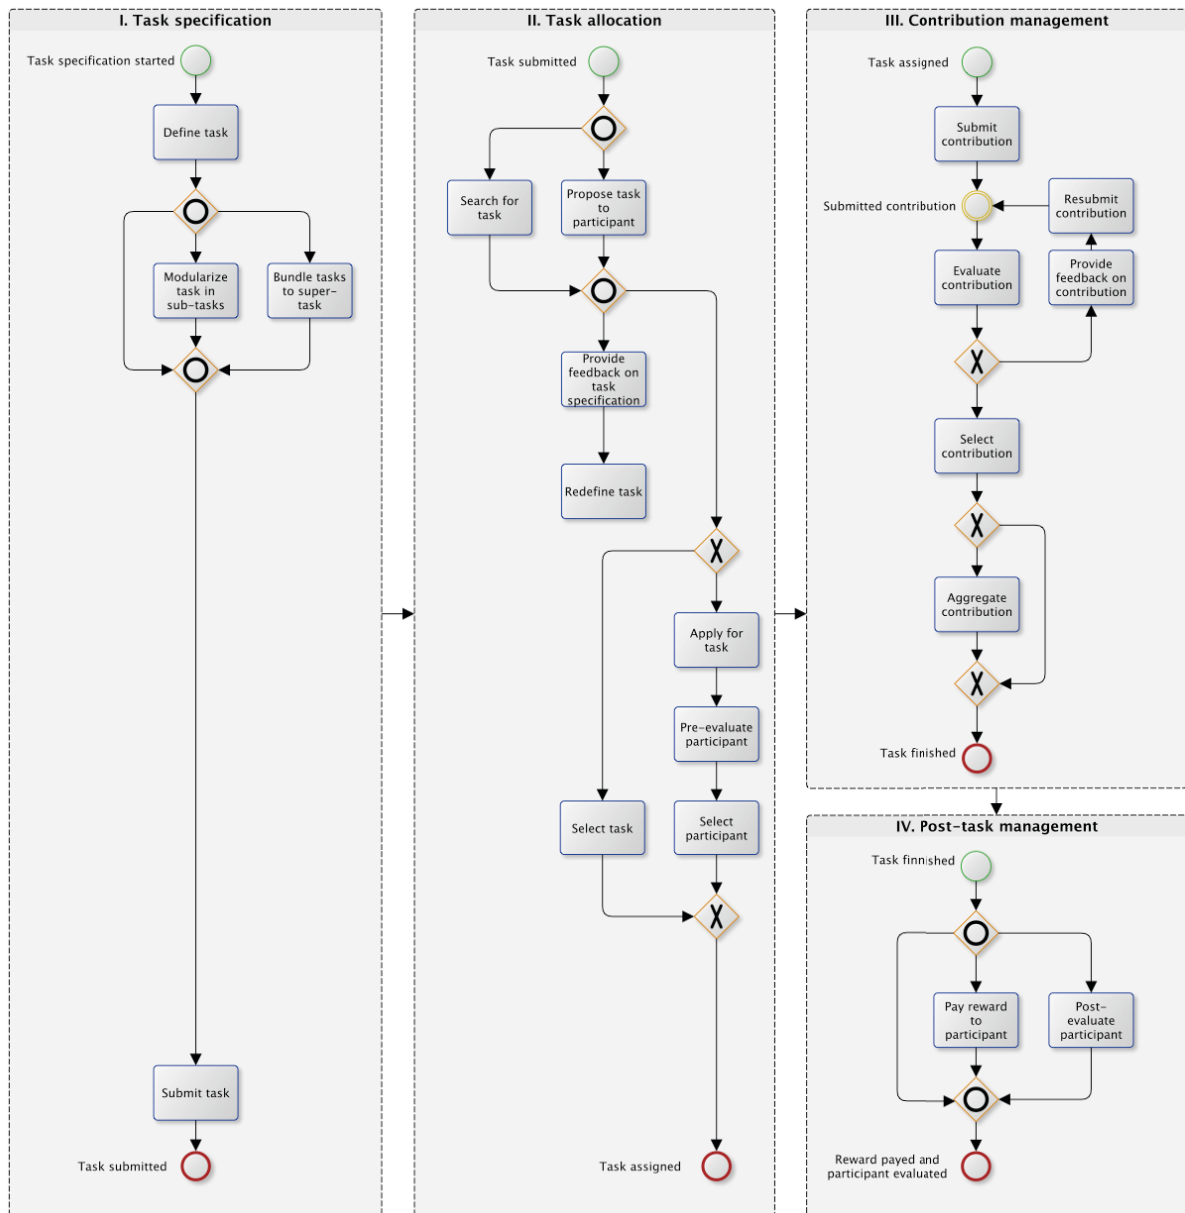 I. Task specification
Task specification started
Define task
Modularize
task in
sub-tasks
Bundle tasks
to super-
task
Submit task
Task submitted
II. Task allocation
Task submitted
Search for
task
Propose task
to
participant
Provide
feedback on
task
specification
Redefine task
Apply for
task
Pre-evaluate
participant
Select task
Select
participant
Task assigned
III. Contribution management
Task assigned
Submit
contribution
Submitted contribution
Resubmit
contribution
Evaluate
contribution
Provide
feedback on
contribution
X
Select
contribution
X
Aggregate
contribution
X
Task finished
X
X
IV. Post-task management
Task finnished
Pay reward
to
participant
Post-
evaluate
participant
Reward payed and
participant evaluated